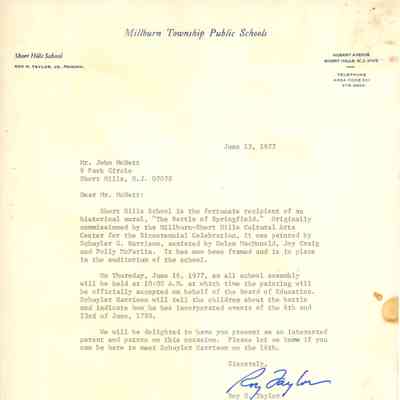 Millburn Township Public Schools
Short Hills School
ROY O. TAYLOR, JR., PRINCIPAL
HOBART AVENUE
SHORT HILLS, N.J. 07078
TELEPHONE
AREA CODE 201
June 13, 1977
Mr. John McNett
9 Park Circle
Short Hills, N.J. 07078
Dear Mr. McNett:
Short Hills School is the fortunate recipient of an
historical mural, "The Battle of Springfield." Originally
commissioned by the Millburn-Short Hills Cultural Arts
Center for the Bicentennial Celebration, it was painted by
Schuyler G. Harrison, assisted by Helen MacDonald, Joy Craig
and Polly McFarlin. It has now been framed and is in place
in the auditorium of the school.
On Thursday, June 16, 1977, an all school assembly
will be held at A.M. at which time the painting will
be officially accepted on behalf of the Board of Education.
Schuyler Harrison will tell the children about the battle
and indicate how he has incorporated events of the 6th and
23rd of June, 1780.
We will be delighted to have you present as an interested
patent and patron on this occasion. Please let me know if you
can be here to meet Schuyler Harrison on the 16th.
Sincerely,
Roy Taylor
Roy O. Taylor